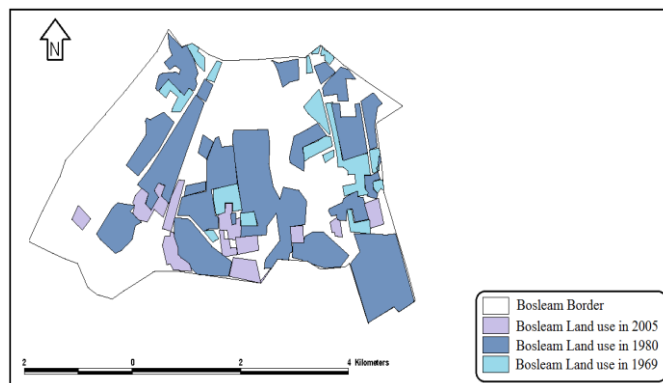 N
2 0 2 4 Kilometers
Bosleam Border
Bosleam Land use in 2005
Bosleam Land use in 1980
Bosleam Land use in 1969